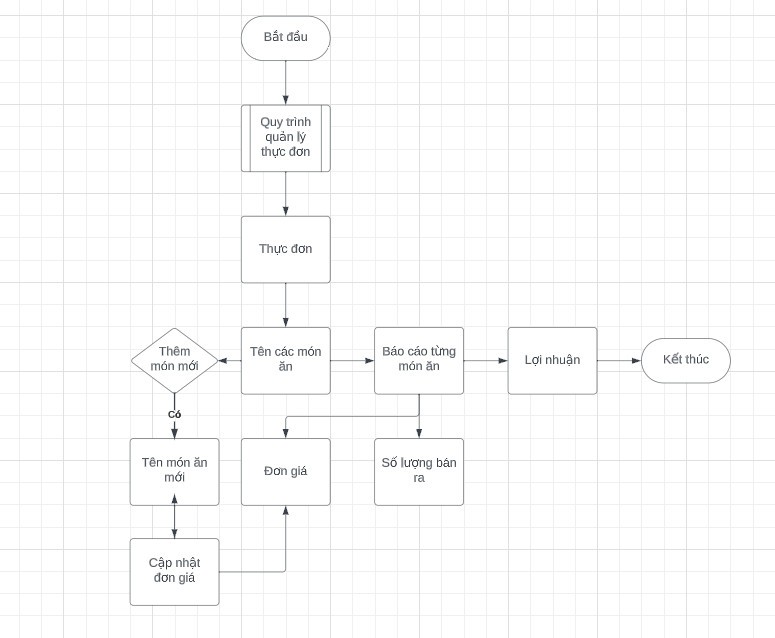 Bắt đầu
Quy trình
quản lý
thực đơn
Thực đơn
Thêm
món mới
Tên các món
ăn
Báo cáo từng
món ăn
Lợi nhuận
Kết thúc
Có
Tên món ăn
mới
Đơn giá
Số lượng bán
ra
Cập nhật
đơn giá